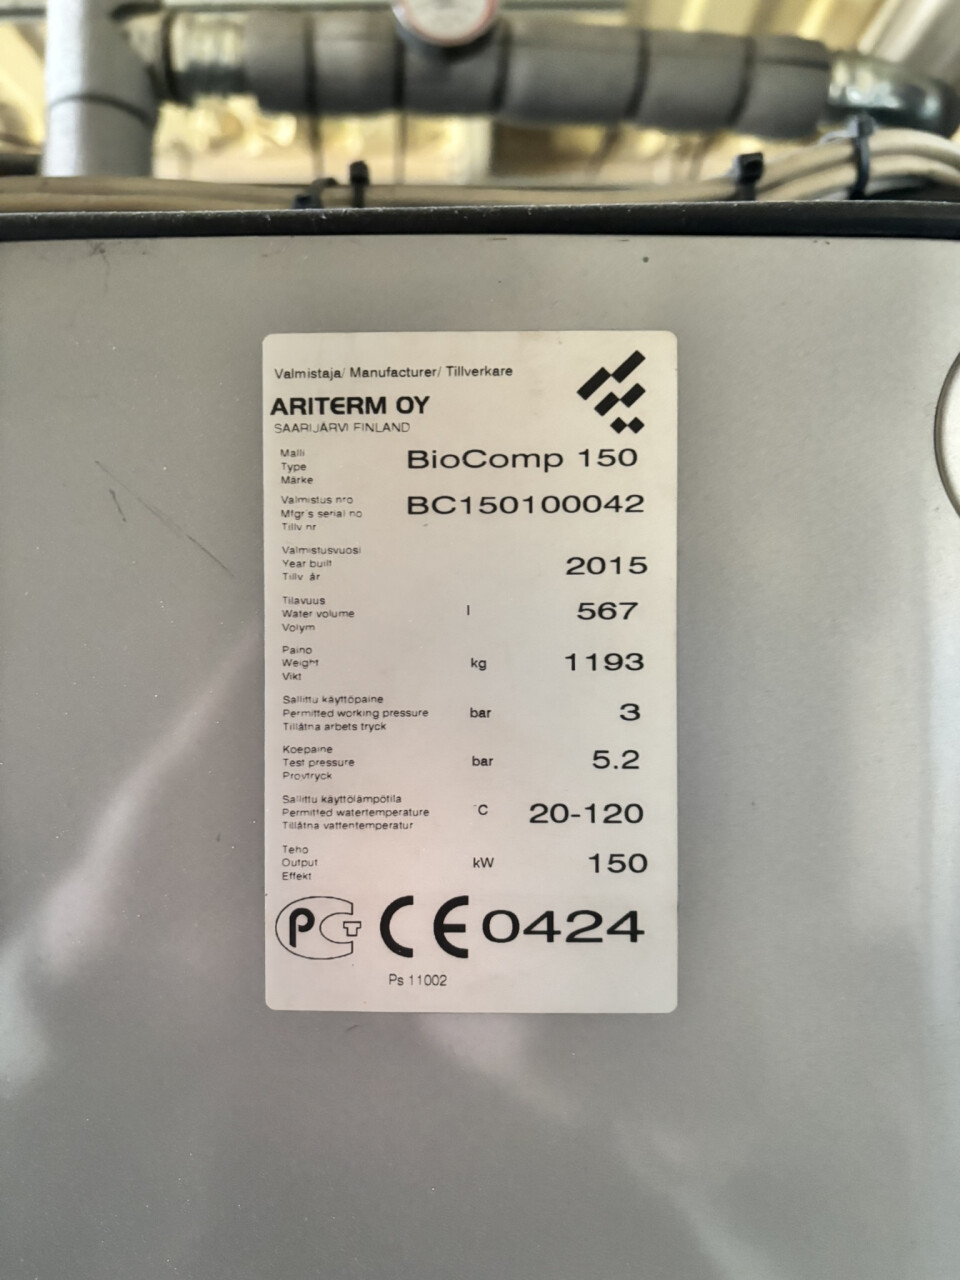 Valmistaja/ Manufacturer/ Tillverkare
ARITERM OY
SAARIJÄRVI FINLAND
Malli
Type
Märke
BioComp 150
Valmistus nro
Mfgr's serial no
Tillv nr
BC150100042
Valmistusvuosi
Year built
Tillv år
2015
Tilavuus
Water volume
Volym
l
567
Paino
Weight
Vikt
kg
1193
Sallittu käyttöpaine
Permitted working pressure
Tillåtna arbets tryck
bar
3
Koepaine
Test pressure
Provtryck
bar
5.2
Sallittu käyttölämpötila
Permitted watertemperature
Tillåtna vattentemperatur
°C
20-120
Teho
Output
Effekt
kW
150
PCT CE 0424
Ps 11002